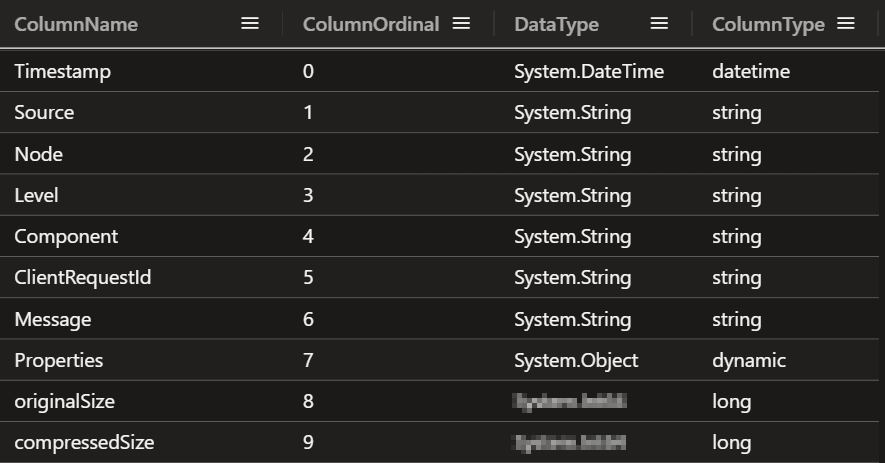 ColumnName ColumnOrdinal DataType ColumnType
Timestamp 0 System.DateTime datetime
Source 1 System.String string
Node 2 System.String string
Level 3 System.String string
Component 4 System.String string
ClientRequestId 5 System.String string
Message 6 System.String string
Properties 7 System.Object dynamic
originalSize 8 long
compressedSize 9 long